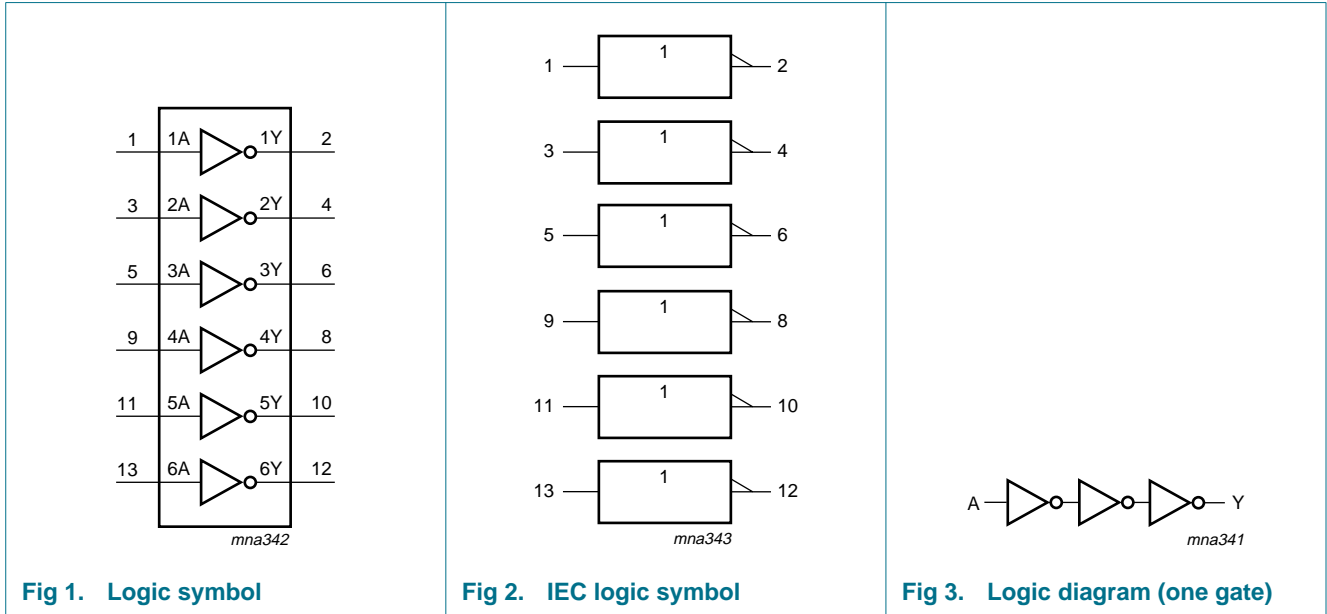 1 1A 1Y 2
3 2A 2Y 4
5 3A 3Y 6
9 4A 4Y 8
11 5A 5Y 10
13 6A 6Y 12
mna342
Fig 1. Logic symbol
1 1 2
3 1 4
5 1 6
9 1 8
11 1 10
13 1 12
mna343
Fig 2. IEC logic symbol
A Y
mna341
Fig 3. Logic diagram (one gate)